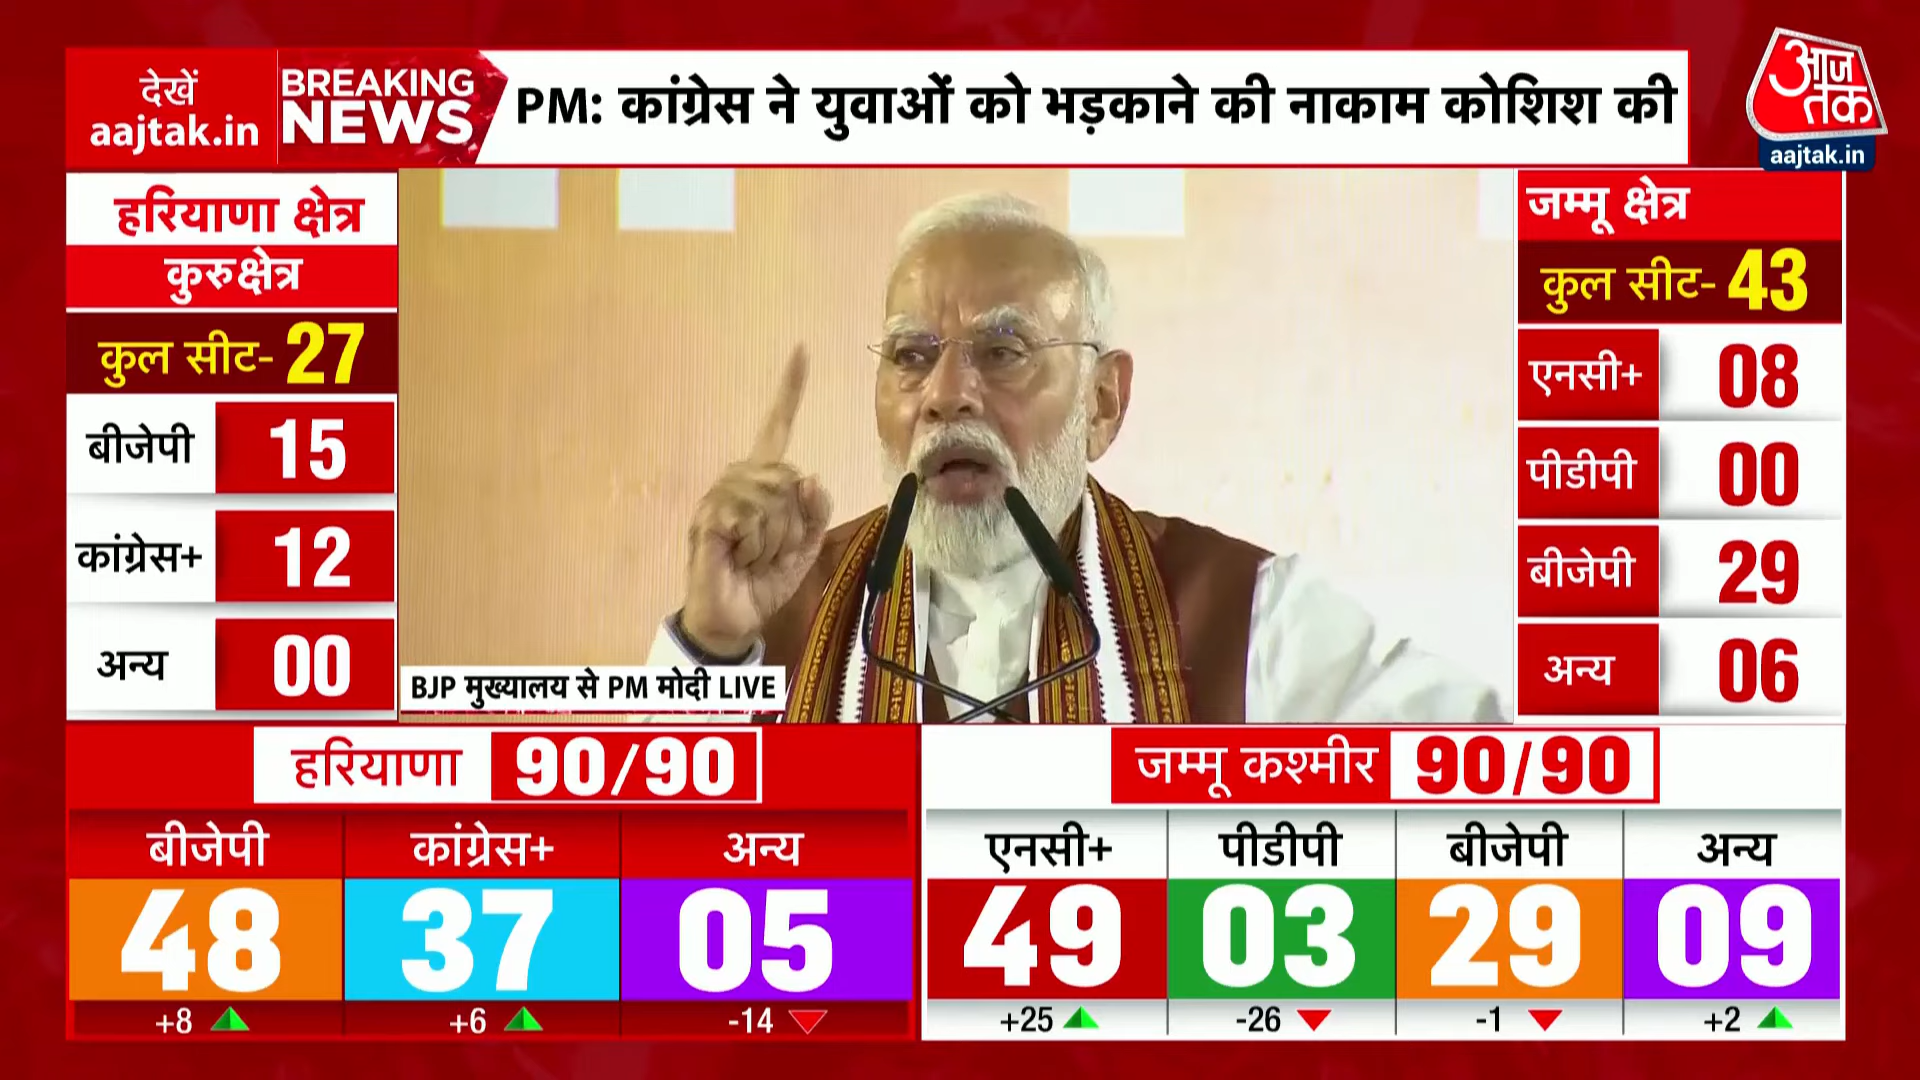 देखें
aajtak.in
BREAKING
NEWS
PM: कांग्रेस ने युवाओं को भड़काने की नाकाम कोशिश की
आज
तक
aajtak.in
हरियाणा क्षेत्र
कुरुक्षेत्र
कुल सीट- 27
बीजेपी 15
कांग्रेस+ 12
अन्य 00
BJP मुख्यालय से PM मोदी LIVE
जम्मू क्षेत्र
कुल सीट- 43
एनसी+ 08
पीडीपी 00
बीजेपी 29
अन्य 06
हरियाणा 90/90
बीजेपी कांग्रेस+ अन्य
48 37 05
+8 +6 -14
जम्मू कश्मीर 90/90
एनसी+ पीडीपी बीजेपी अन्य
49 03 29 09
+25 -26 -1 +2